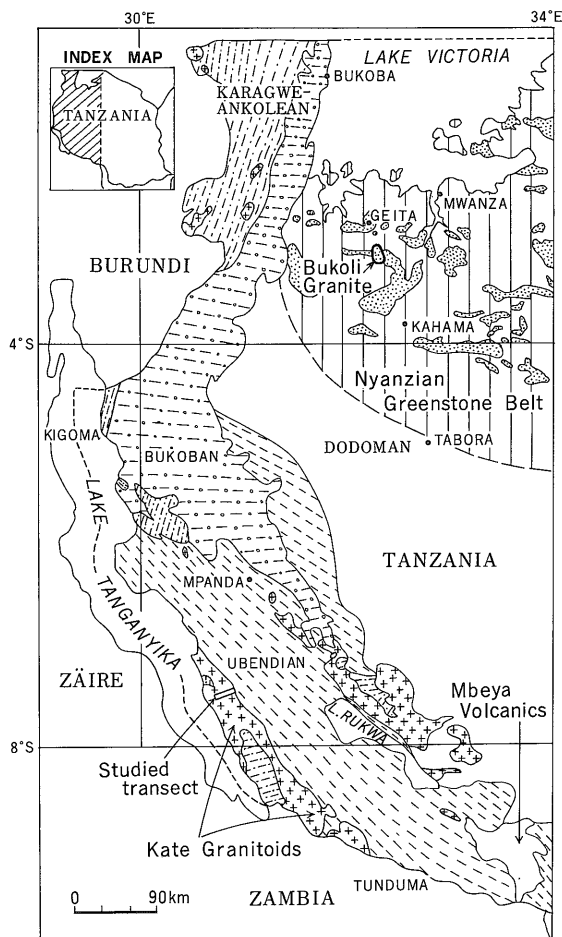 30°E
34°E
INDEX MAP
TANZANIA
LAKE VICTORIA
BUKOBA
KARAGWE-
ANKOLEAN
MWANZA
GEITA
BURUNDI
Bukoli
Granite
KAHAMA
4°S
Nyanzian
Greenstone Belt
KIGOMA
DODOMAN
TABORA
BUKOBAN
LAKE
TANGANYIKA
TANZANIA
MPANDA
UBENDIAN
ZÄIRE
L.RUKWA
Mbeya
Volcanics
8°S
Studied
transect
Kate Granitoids
0 90km
TUNDUMA
ZAMBIA